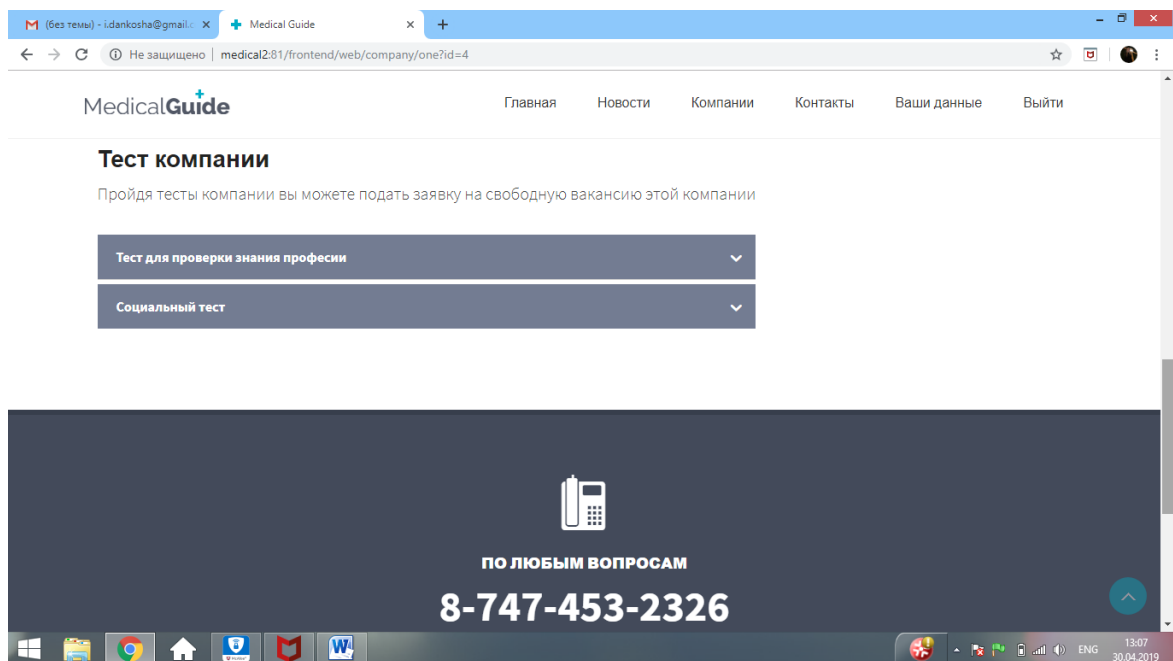 (без темы) - i.dankosha@gmail.c
Medical Guide
Не защищено | medical2:81/frontend/web/company/one?id=4
MedicalGuide
Главная Новости Компании Контакты Ваши данные Выйти
Тест компании
Пройдя тесты компании вы можете подать заявку на свободную вакансию этой компании
Тест для проверки знания професии
Социальный тест
ПО ЛЮБЫМ ВОПРОСАМ
8-747-453-2326
ENG
13:07
30.04.2019